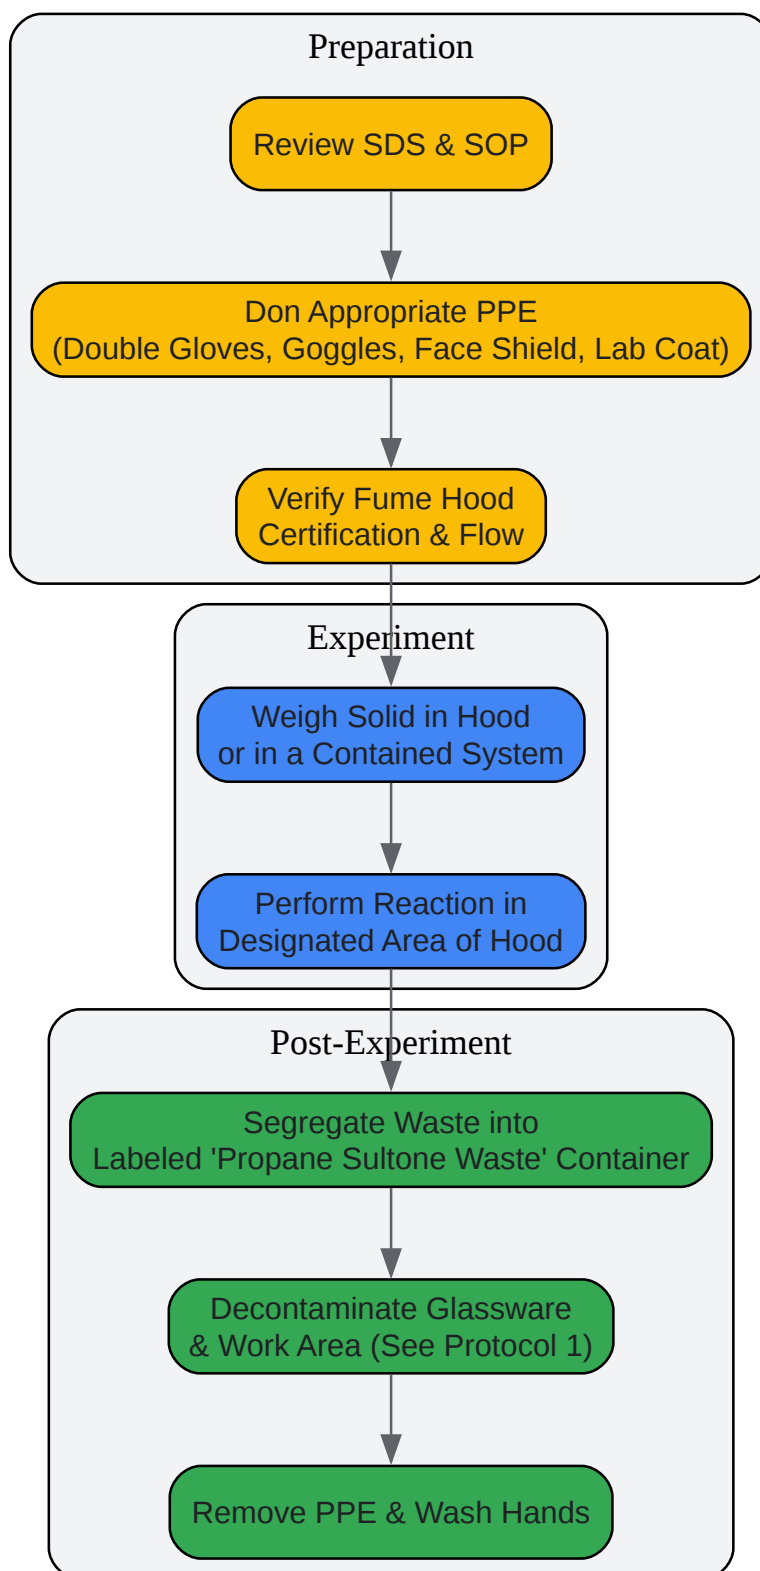 Preparation
Review SDS & SOP
Don Appropriate PPE
(Double Gloves, Goggles, Face Shield, Lab Coat)
Verify Fume Hood
Certification & Flow
Experiment
Weigh Solid in Hood
or in a Contained System
Perform Reaction in
Designated Area of Hood
Post-Experiment
Segregate Waste into
Labeled 'Propane Sultone Waste' Container
Decontaminate Glassware
& Work Area (See Protocol 1)
Remove PPE & Wash Hands